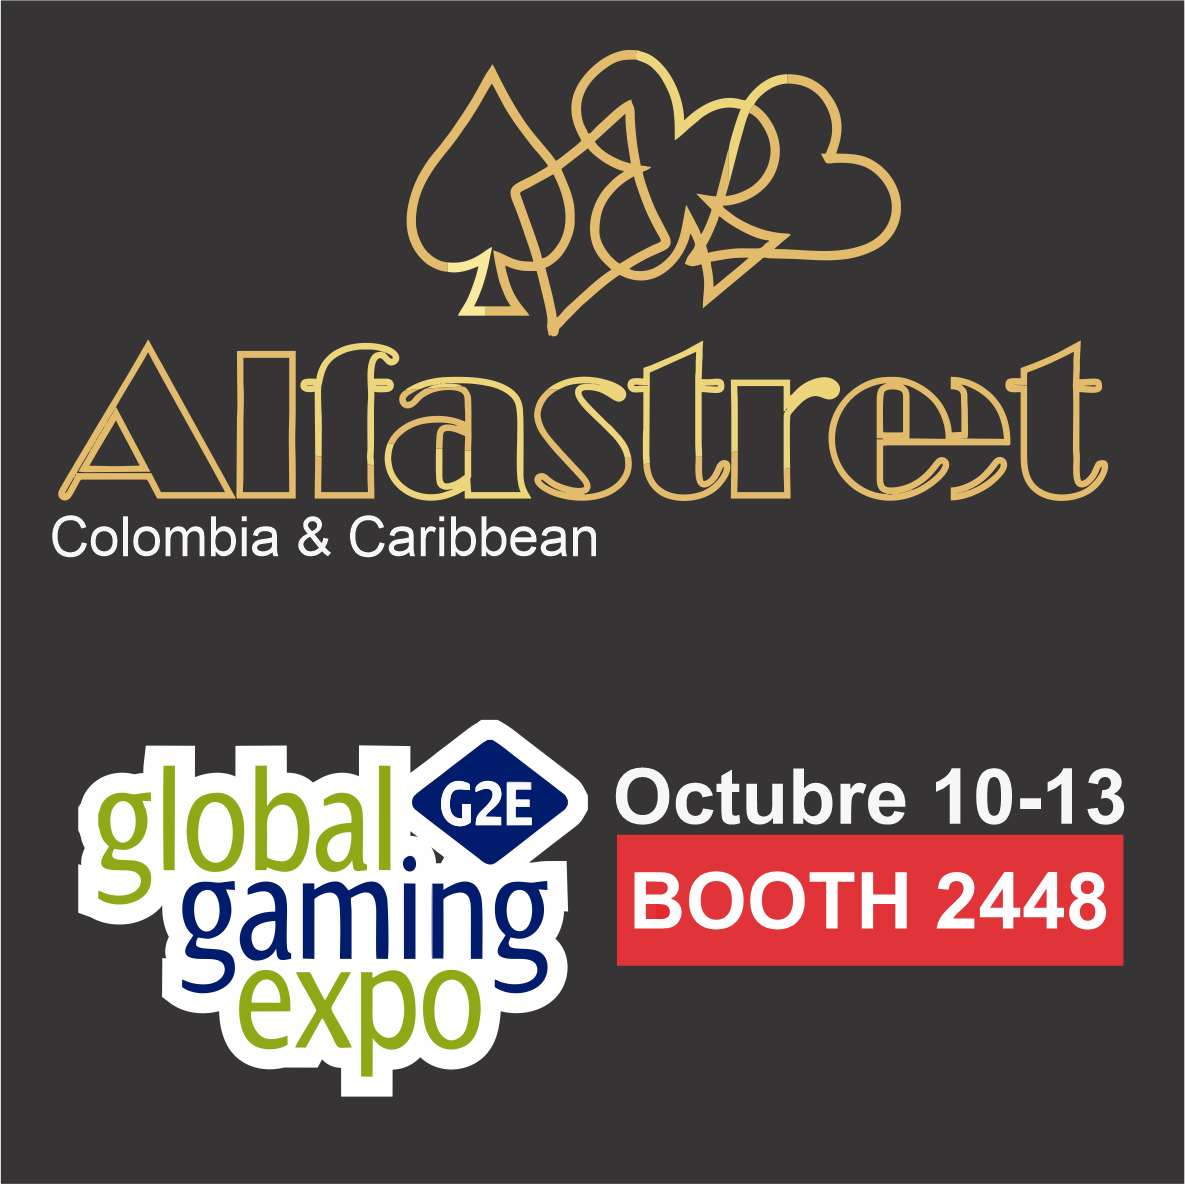 Alfastreet
Colombia & Caribbean
global
G2E
gaming
expo
Octubre 10-13
BOOTH 2448